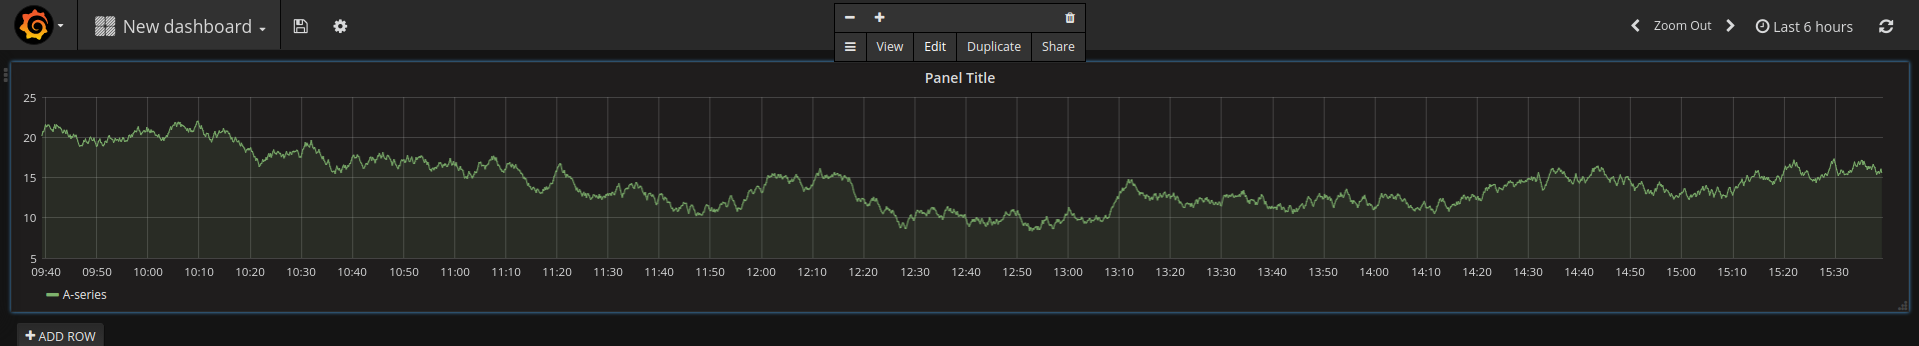 New dashboard
Zoom Out Last 6 hours
View Edit Duplicate Share
Panel Title
25
20
15
10
5
09:40 09:50 10:00 10:10 10:20 10:30 10:40 10:50 11:00 11:10 11:20 11:30 11:40 11:50 12:00 12:10 12:20 12:30 12:40 12:50 13:00 13:10 13:20 13:30 13:40 13:50 14:00 14:10 14:20 14:30 14:40 14:50 15:00 15:10 15:20 15:30
A-series
ADD ROW